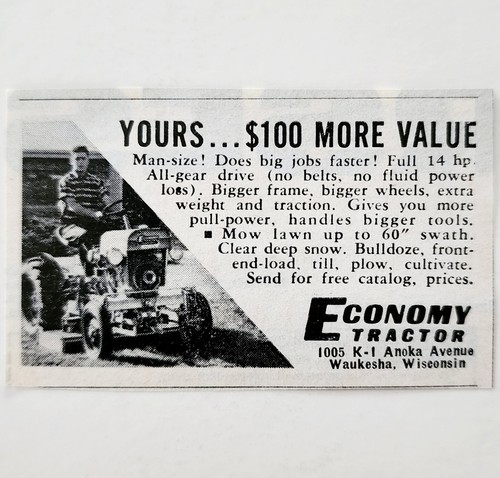 YOURS...$100 MORE VALUE
Man-size! Does big jobs faster! Full 14 hp.
All-gear drive (no belts, no fluid power
loss). Bigger frame, bigger wheels, extra
weight and traction. Gives you more
pull-power, handles bigger tools.
■ Mow lawn up to 60" swath.
Clear deep snow. Bulldoze, front-
end-load, till, plow, cultivate.
Send for free catalog, prices.
ECONOMY
TRACTOR
1005 K-1 Anoka Avenue
Waukesha, Wisconsin